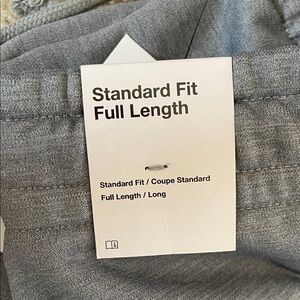 Standard Fit
Full Length
Standard Fit / Coupe Standard
Full Length / Long